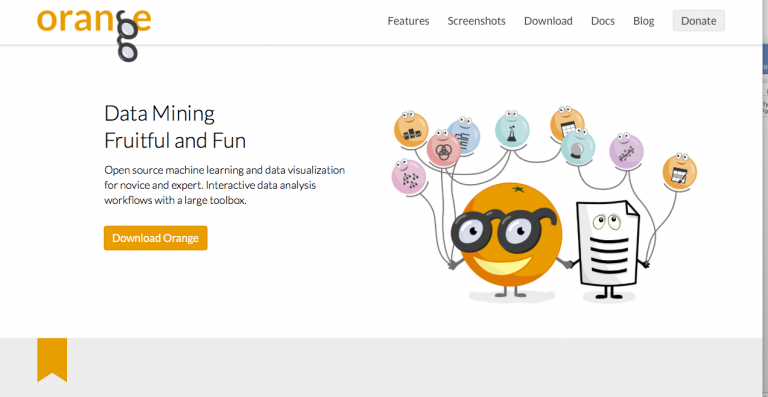 orange
Features Screenshots Download Docs Blog Donate
Data Mining
Fruitful and Fun
Open source machine learning and data visualization
for novice and expert. Interactive data analysis
workflows with a large toolbox.
Download Orange